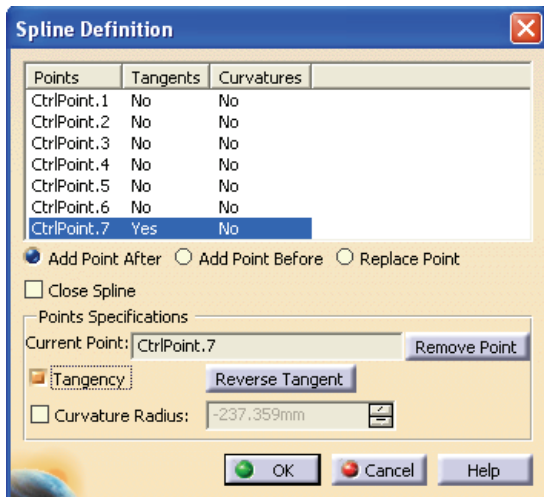 Spline Definition
Points Tangents Curvatures
CtrlPoint.1 No No
CtrlPoint.2 No No
CtrlPoint.3 No No
CtrlPoint.4 No No
CtrlPoint.5 No No
CtrlPoint.6 No No
CtrlPoint.7 Yes No
Add Point After Add Point Before Replace Point
Close Spline
Points Specifications
Current Point: CtrlPoint.7 Remove Point
Tangency Reverse Tangent
Curvature Radius: -237.359mm
OK Cancel Help